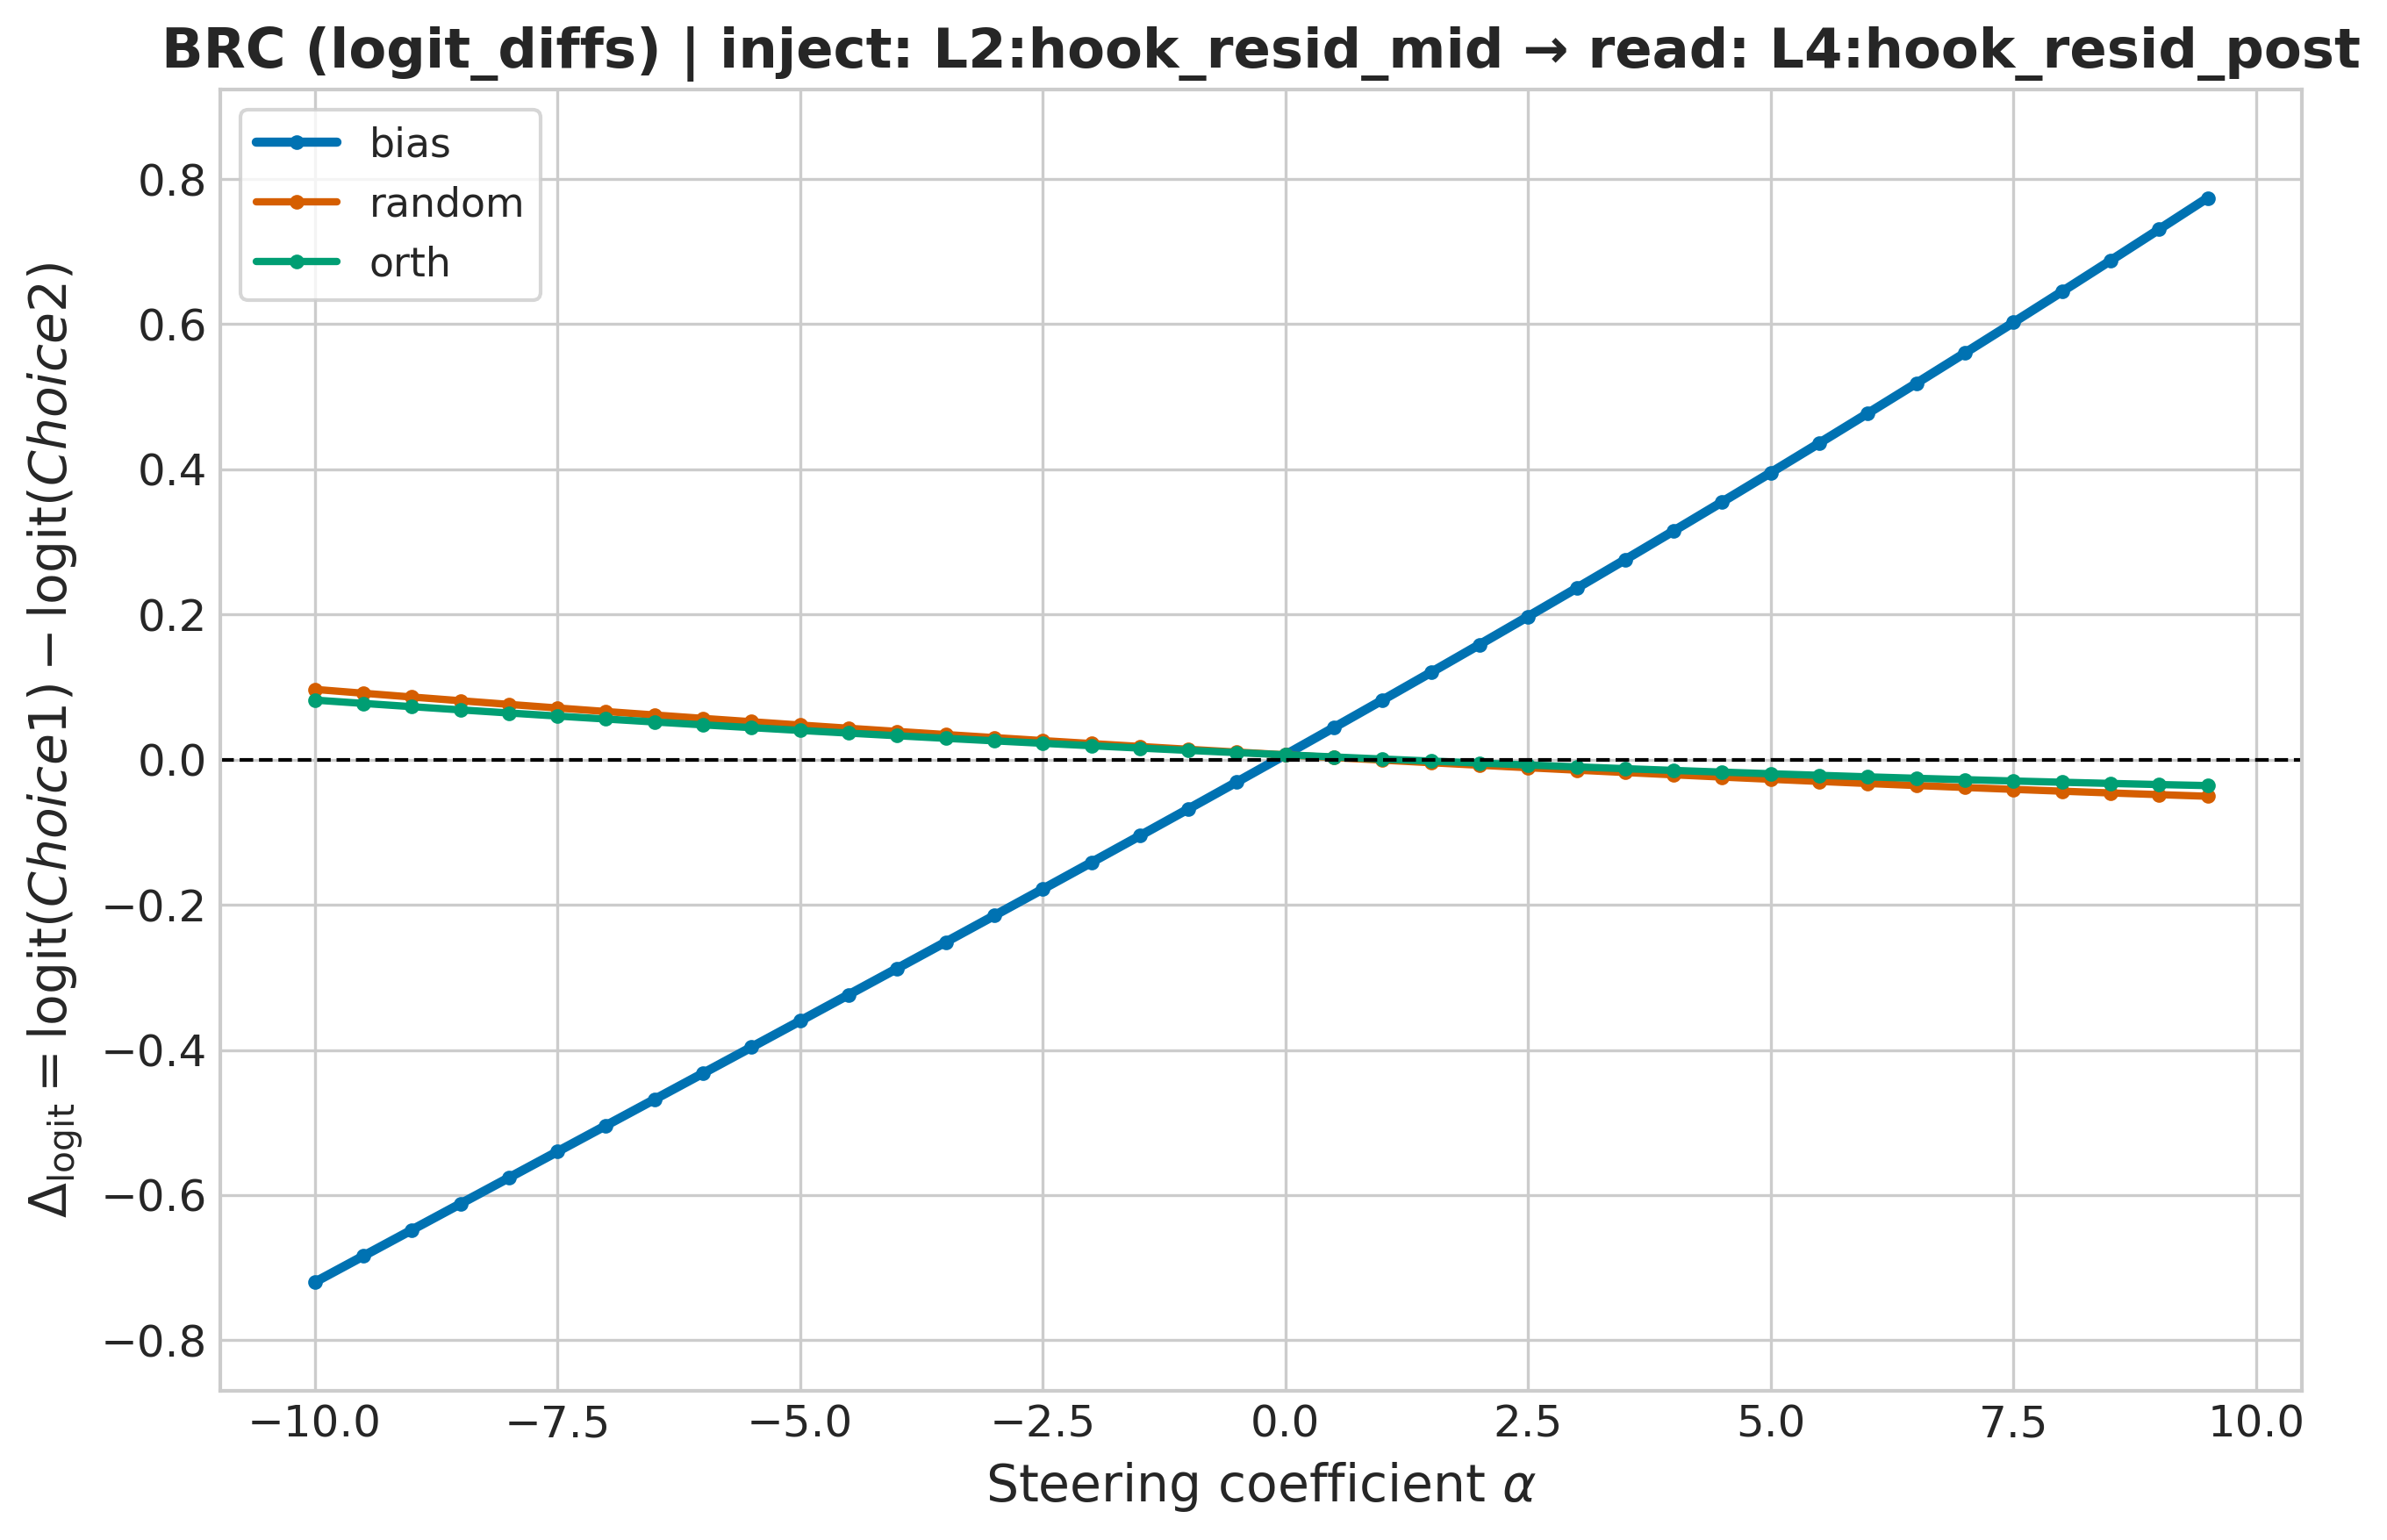 BRC (logit_diffs) | inject: L2:hook_resid_mid → read: L4:hook_resid_post
bias
random
orth
Δlogit = logit(Choice1) − logit(Choice2)
0.8
0.6
0.4
0.2
0.0
−0.2
−0.4
−0.6
−0.8
−10.0 −7.5 −5.0 −2.5 0.0 2.5 5.0 7.5 10.0
Steering coefficient α